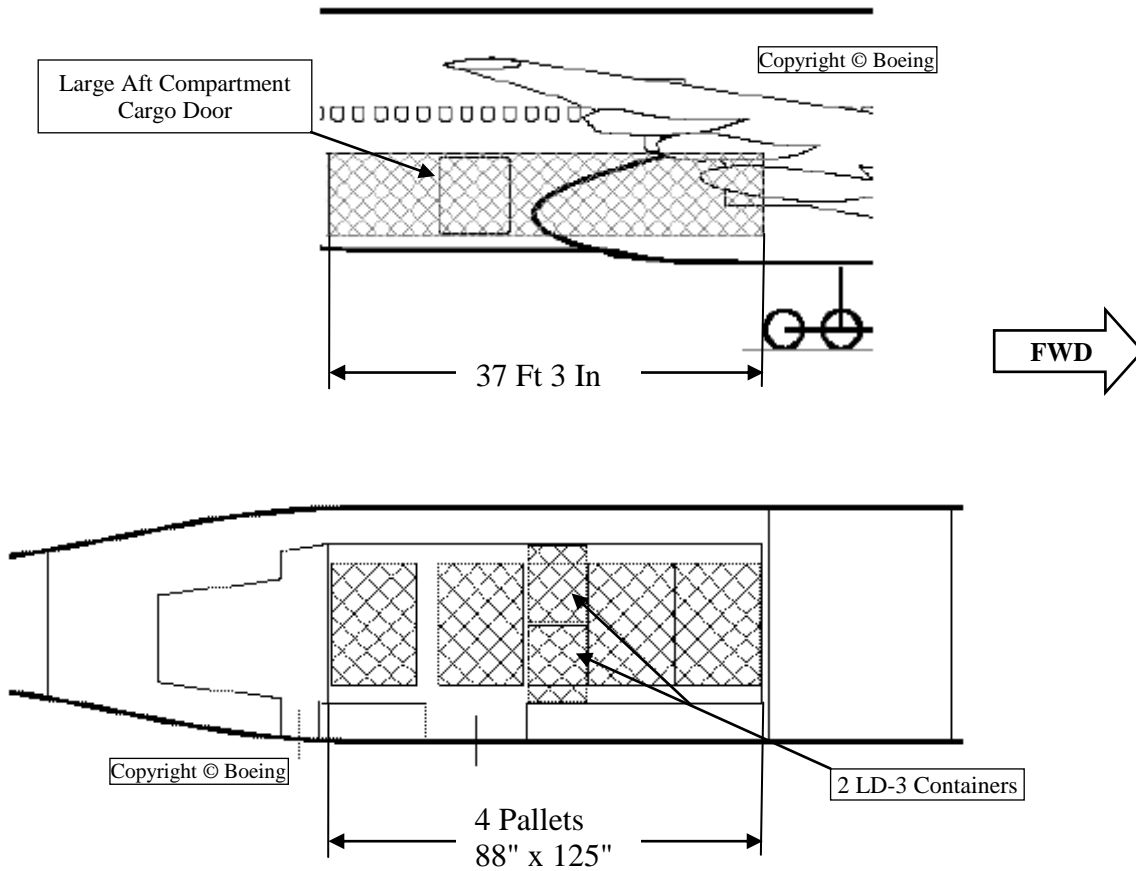 Copyright © Boeing
Large Aft Compartment
Cargo Door
FWD
37 Ft 3 In
Copyright © Boeing
2 LD-3 Containers
4 Pallets
88" x 125"